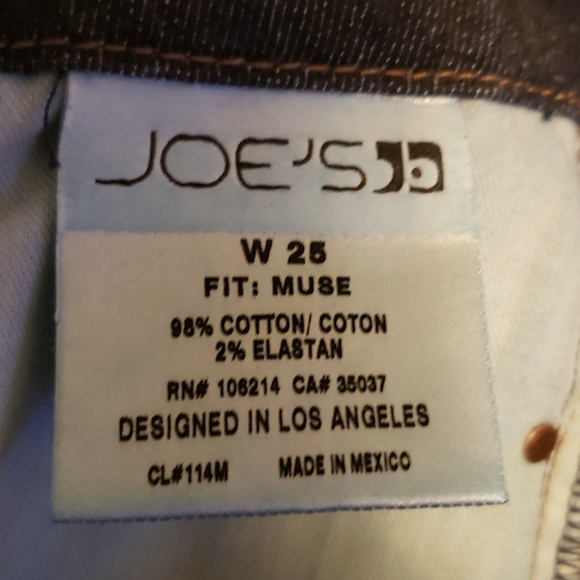 JOE'S
W 25
FIT: MUSE
98% COTTON/ COTON
2% ELASTAN
RN# 106214 CA# 35037
DESIGNED IN LOS ANGELES
CL#114M MADE IN MEXICO